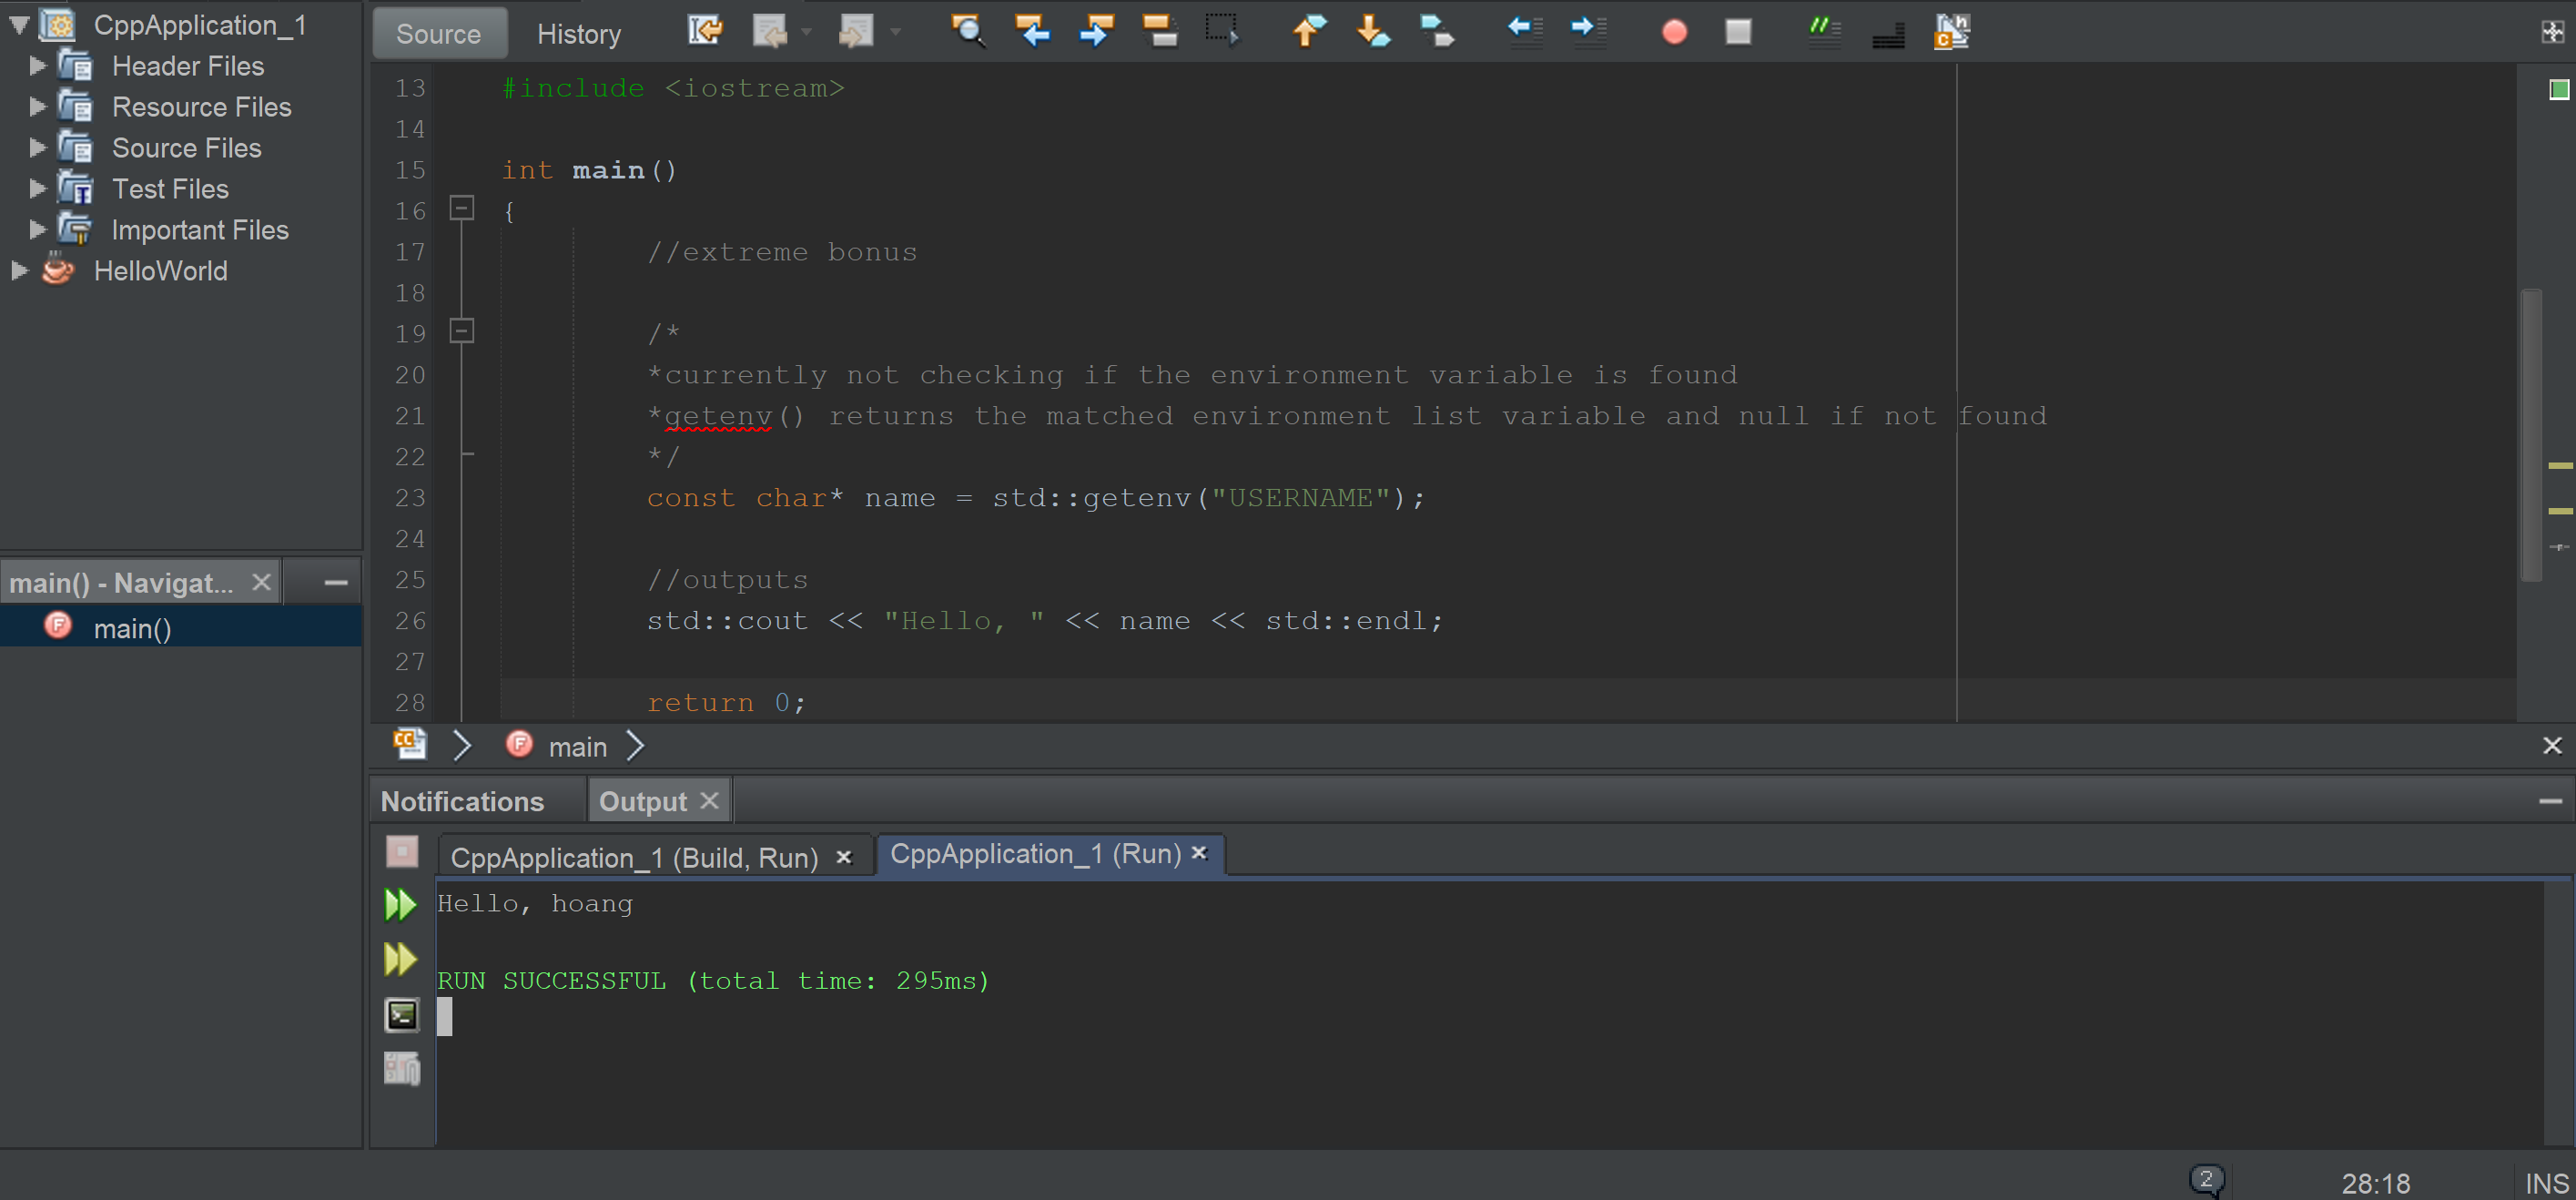 CppApplication_1
Header Files
Resource Files
Source Files
Test Files
Important Files
HelloWorld
main() - Navigat...
main()
Source History
13 #include <iostream>
14
15 int main()
16 {
17 //extreme bonus
18
19 /*
20 *currently not checking if the environment variable is found
21 *getenv() returns the matched environment list variable and null if not found
22 */
23 const char* name = std::getenv("USERNAME");
24
25 //outputs
26 std::cout << "Hello, " << name << std::endl;
27
28 return 0;
main
Notifications Output
CppApplication_1 (Build, Run) CppApplication_1 (Run)
Hello, hoang
RUN SUCCESSFUL (total time: 295ms)
2 28:18 INS